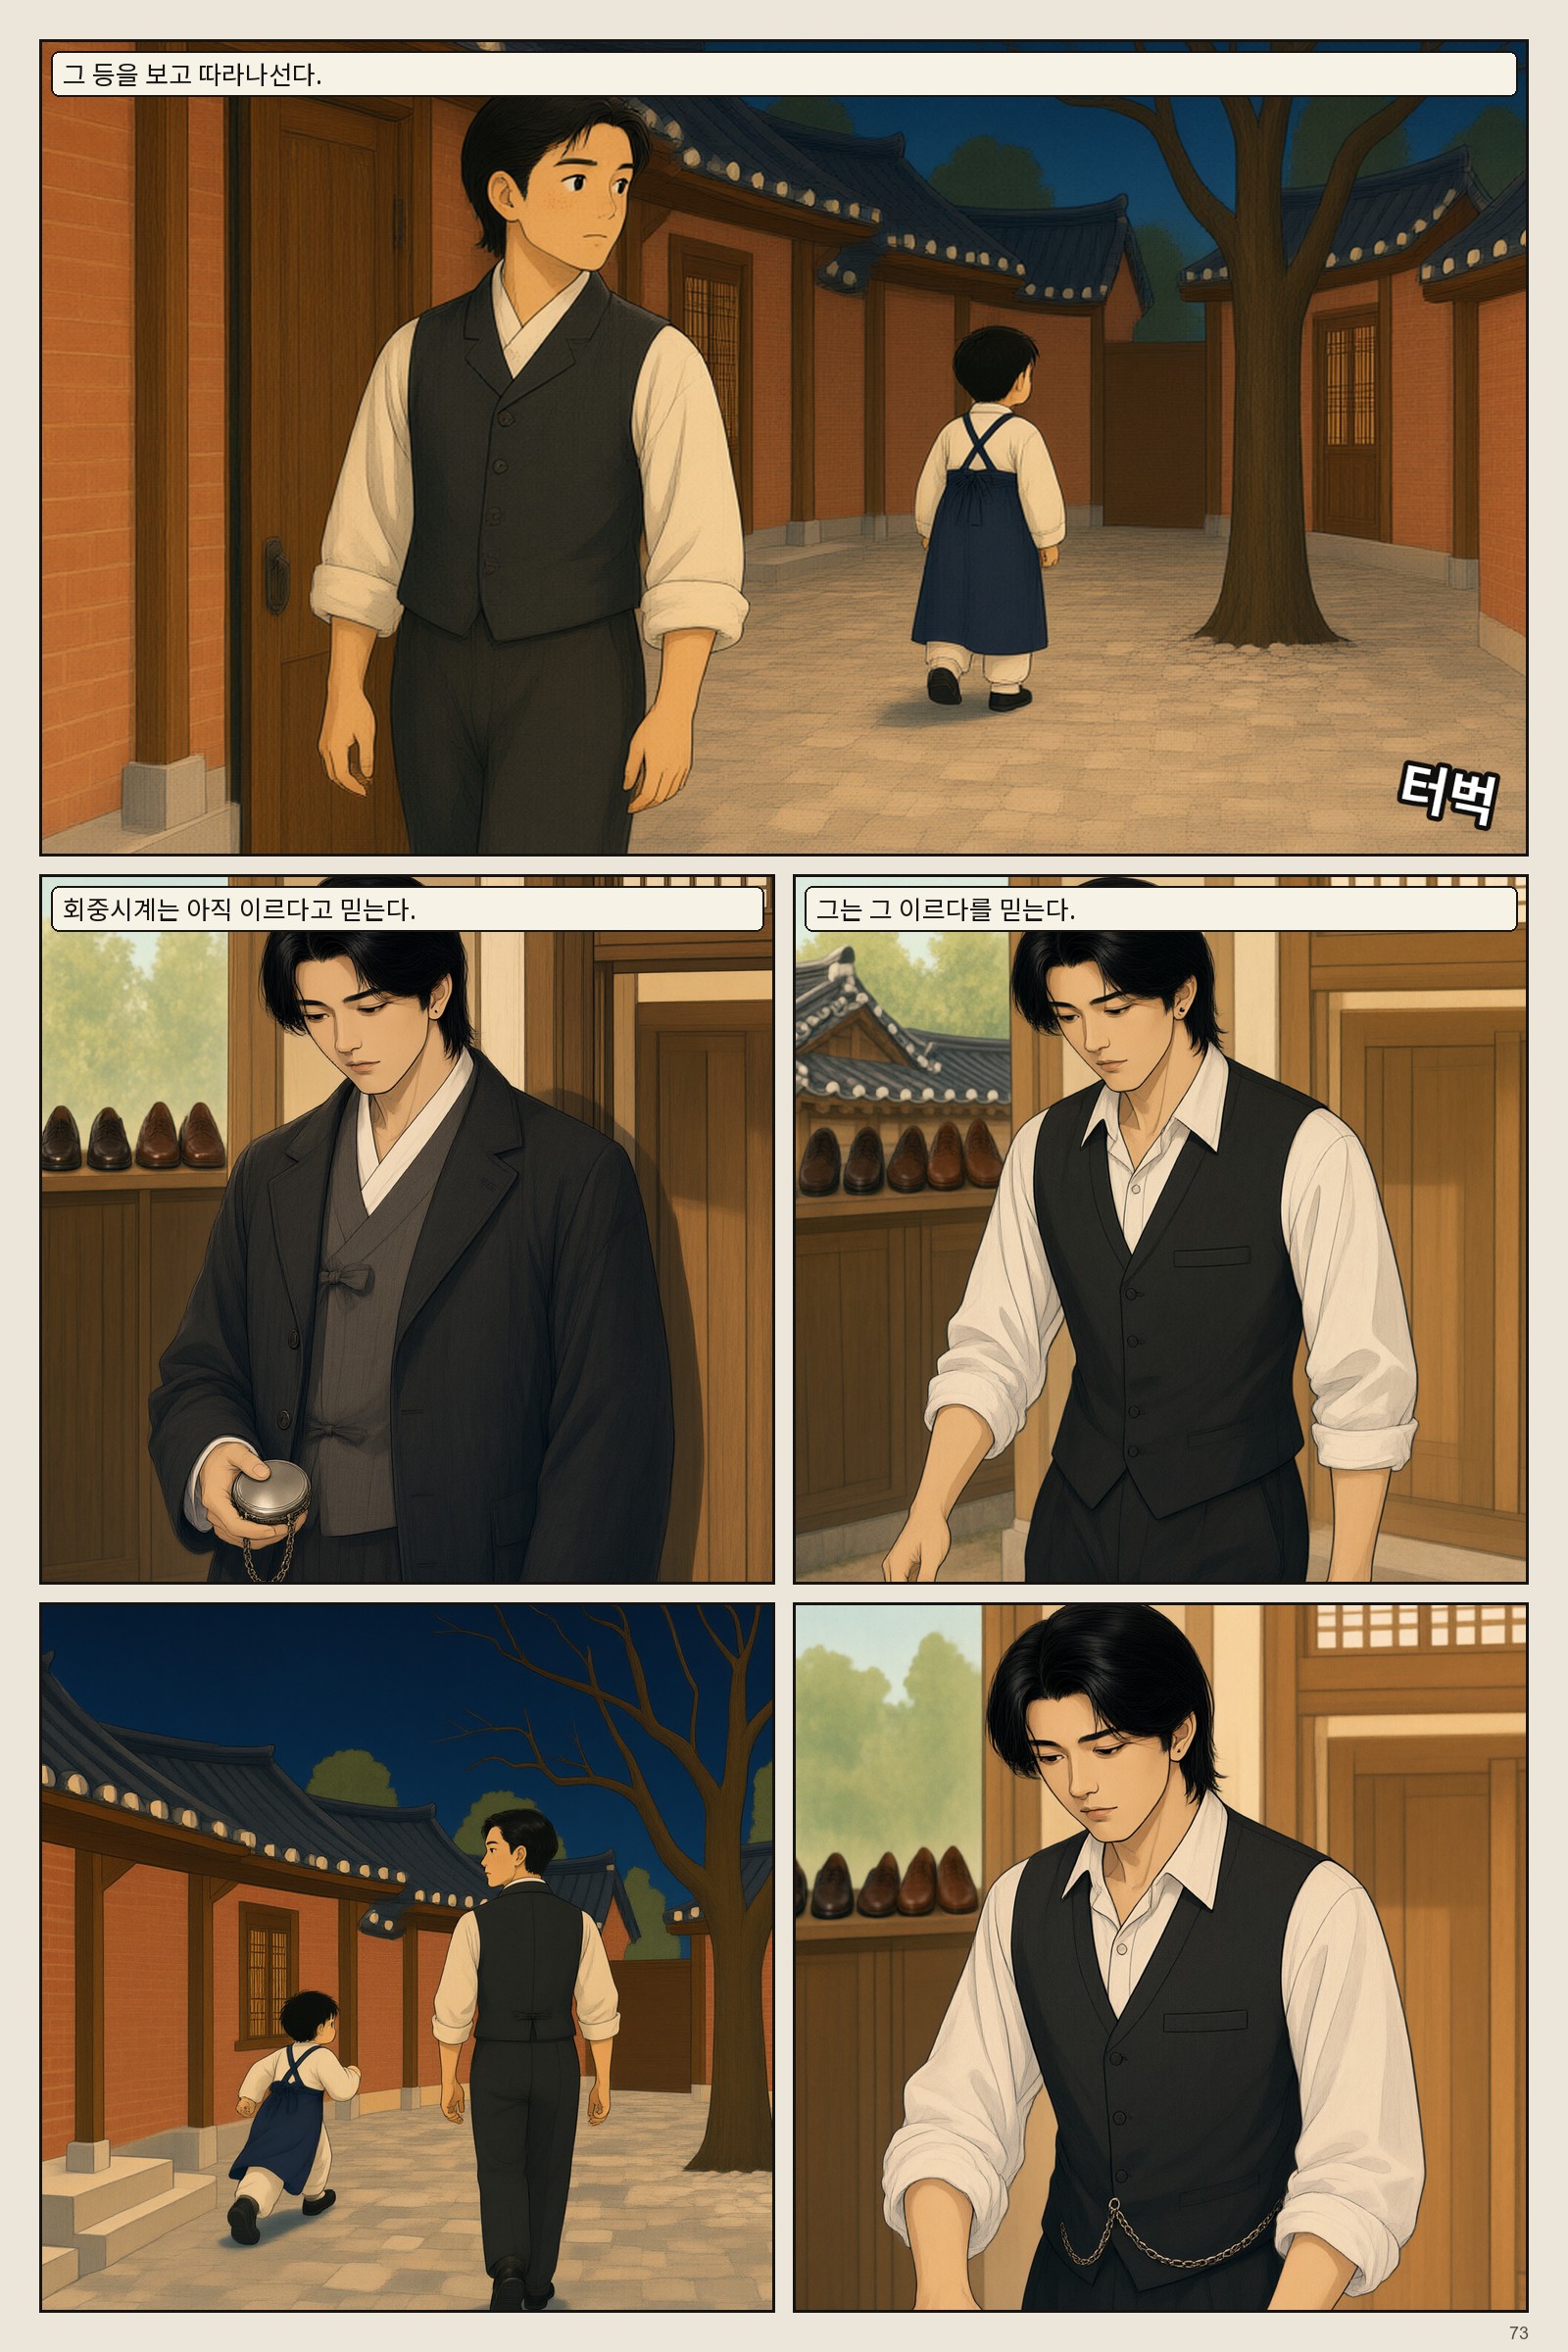 그 등을 보고 따라나선다.
터벅
회중시계는 아직 이르다고 믿는다.
그는 그 이르다를 믿는다.
73